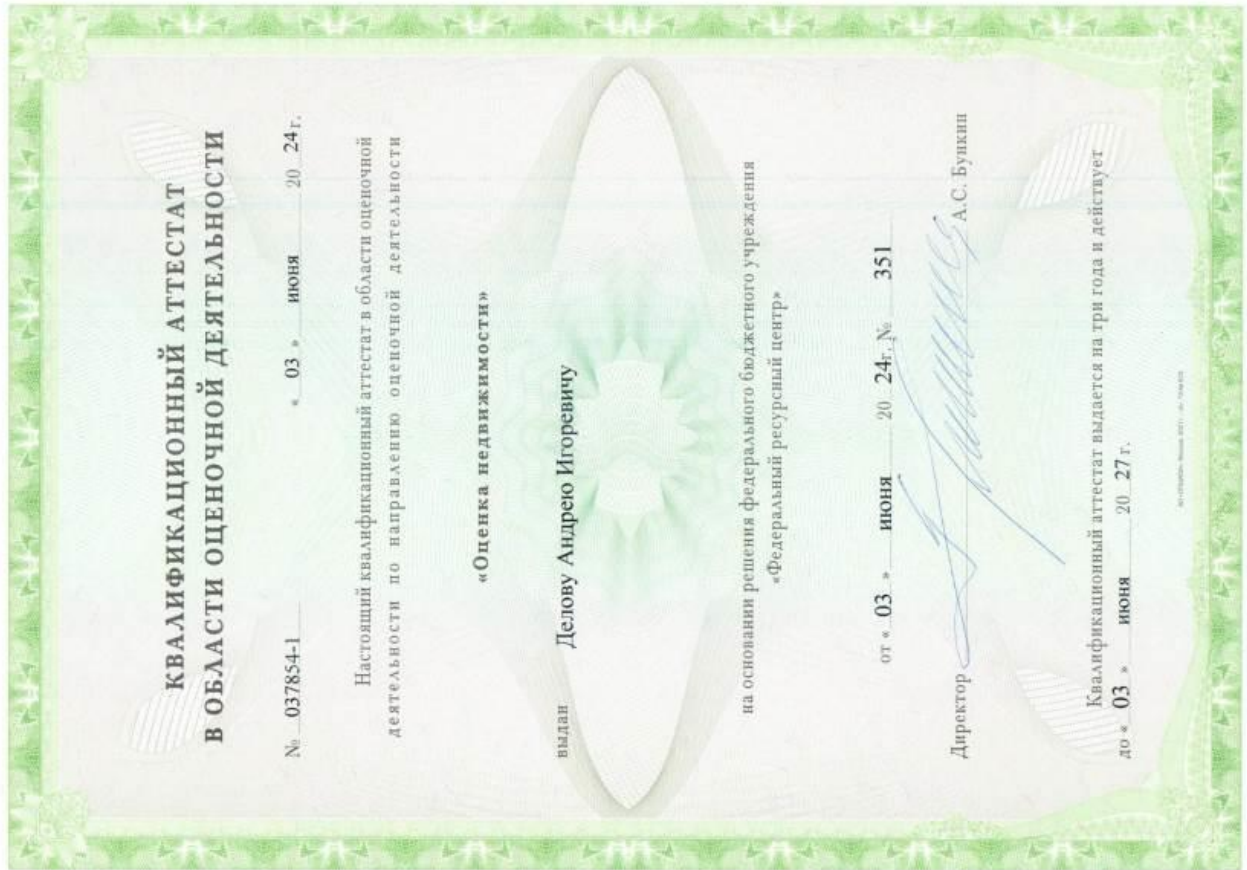 КВАЛИФИКАЦИОННЫЙ АТТЕСТАТ
В ОБЛАСТИ ОЦЕНОЧНОЙ ДЕЯТЕЛЬНОСТИ
№ 037854-1 « 03 » июня 20 24 г.
Настоящий квалификационный аттестат в области оценочной
деятельности по направлению оценочной деятельности
«Оценка недвижимости»
выдан Делову Андрею Игоревичу
на основании решения федерального бюджетного учреждения
«Федеральный ресурсный центр»
от « 03 » июня 20 24г. № 351
Директор А.С. Бункин
Квалификационный аттестат выдается на три года и действует
до « 03 » июня 20 27 г.